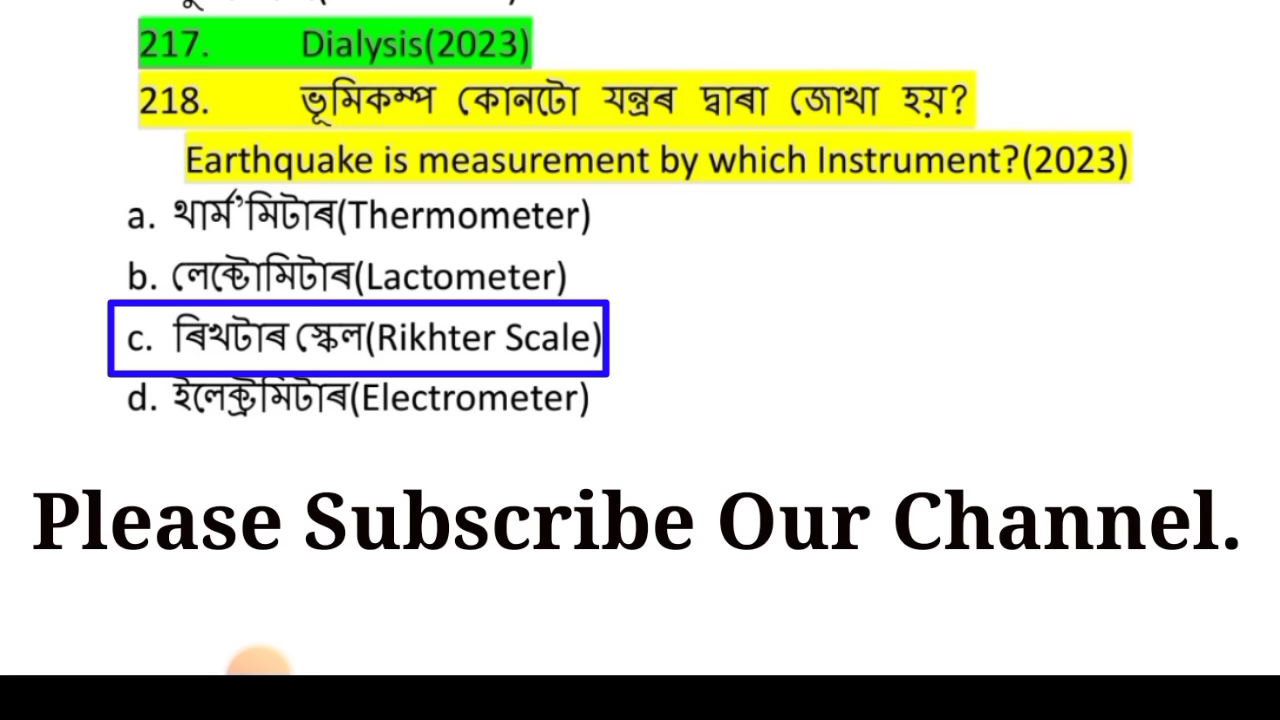 217. Dialysis(2023)
218. ভূমিকম্প কোনটো যন্ত্ৰৰ দ্বাৰা জোখা হয়?
Earthquake is measurement by which Instrument?(2023)
a. থাৰ্ম’মিটাৰ(Thermometer)
b. লেক্টোমিটাৰ(Lactometer)
c. ৰিখটাৰ স্কেল(Rikhter Scale)
d. ইলেক্ট্ৰমিটাৰ(Electrometer)
Please Subscribe Our Channel.